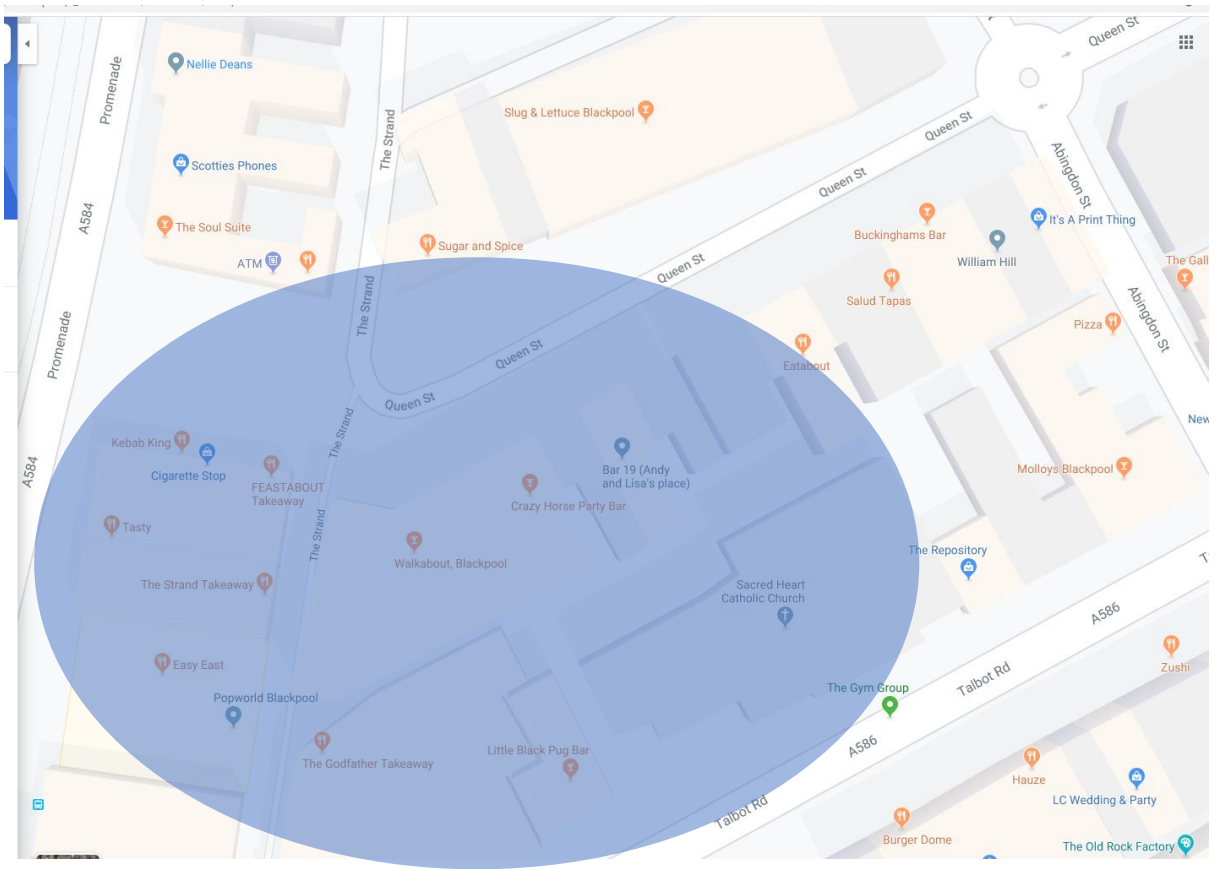 Queen St
Nellie Deans
Promenade
Slug & Lettuce Blackpool
The Strand
Queen St
Abingdon St
Scotties Phones
Queen St
A584
The Soul Suite
It's A Print Thing
Buckinghams Bar
Sugar and Spice
William Hill
ATM
Queen St
The Gall
Salud Tapas
The Strand
Abingdon St
Pizza
Promenade
Queen St
Eatabout
Queen St
New
The Strand
Kebab King
A584
Cigarette Stop
Bar 19 (Andy
and Lisa's place)
Molloys Blackpool
FEASTABOUT
Takeaway
Crazy Horse Party Bar
Tasty
The Strand
The Repository
Walkabout, Blackpool
The Strand Takeaway
Sacred Heart
Catholic Church
A586
Easy East
Zushi
Talbot Rd
The Gym Group
Popworld Blackpool
A586
Little Black Pug Bar
The Godfather Takeaway
Hauze
LC Wedding & Party
Talbot Rd
Burger Dome
The Old Rock Factory